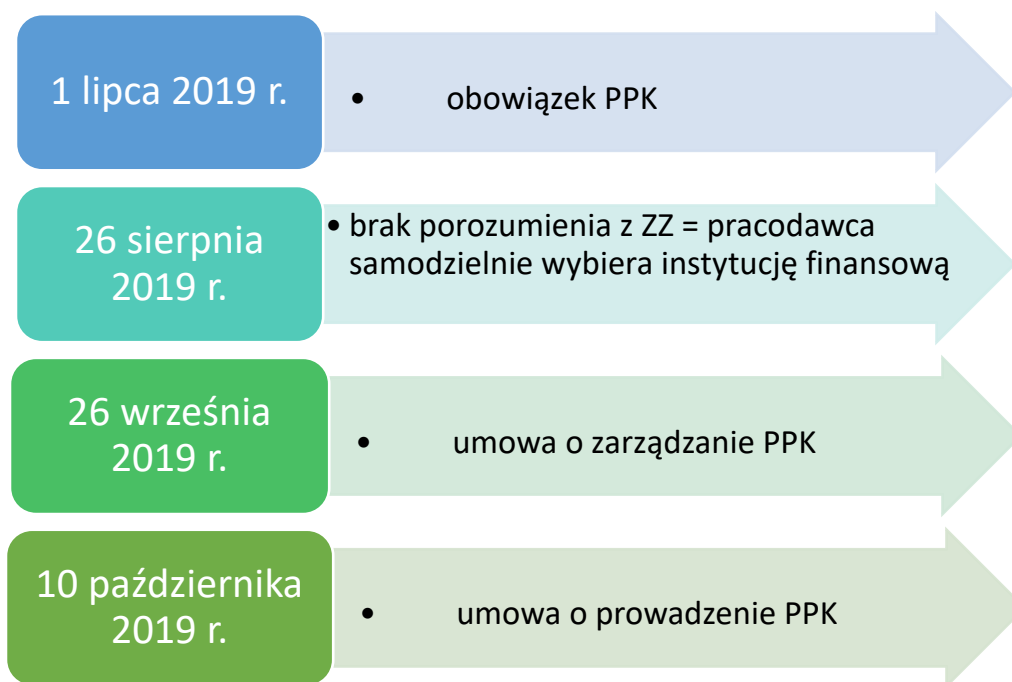 1 lipca 2019 r.
• obowiązek PPK
26 sierpnia
2019 r.
• brak porozumienia z ZZ = pracodawca
samodzielnie wybiera instytucję finansową
26 września
2019 r.
• umowa o zarządzanie PPK
10 października
2019 r.
• umowa o prowadzenie PPK